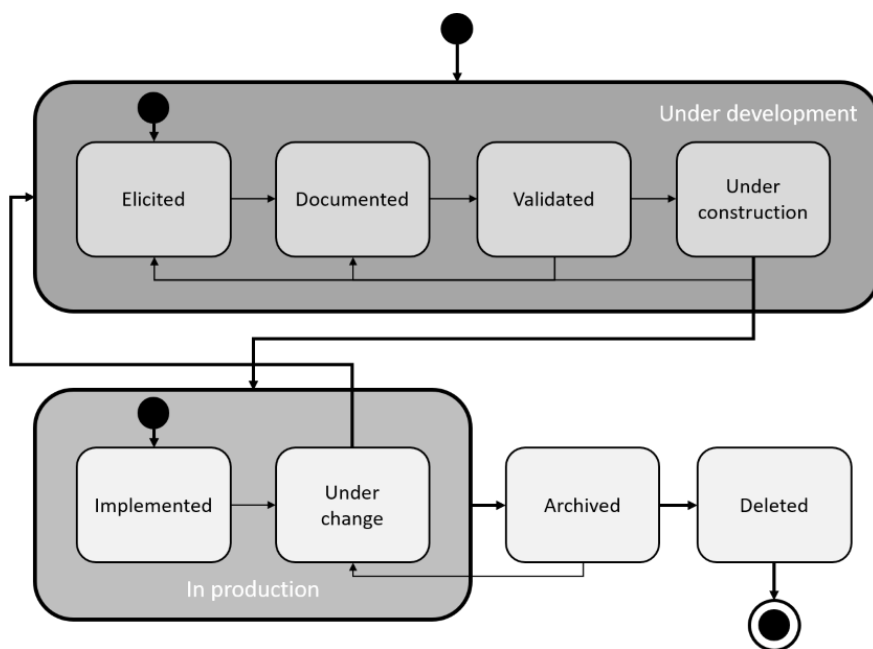 Under development
Elicited
Documented
Validated
Under
construction
Implemented
Under
change
Archived
Deleted
In production